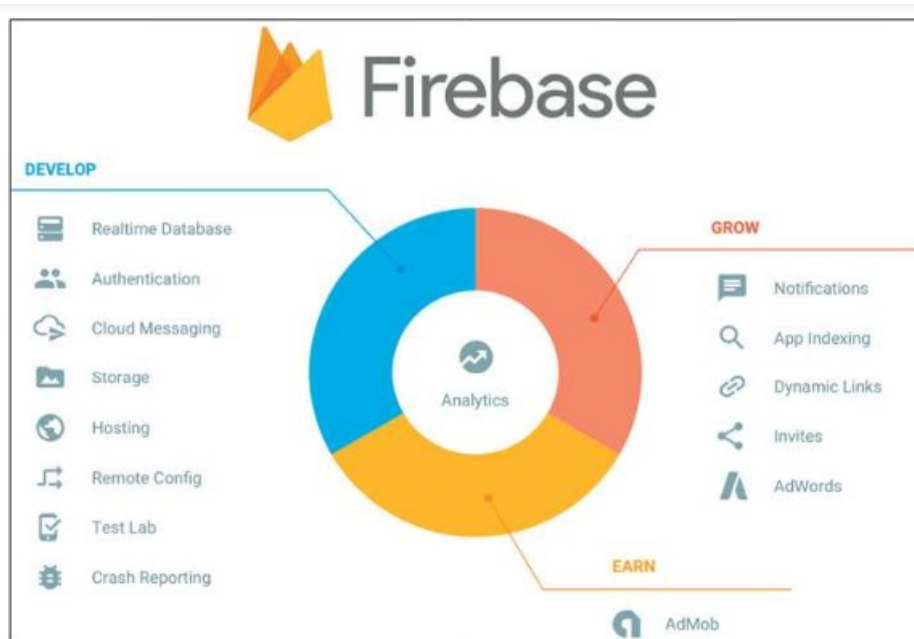 Firebase
DEVELOP
Realtime Database
Authentication
Cloud Messaging
Storage
Hosting
Remote Config
Test Lab
Crash Reporting
Analytics
GROW
Notifications
App Indexing
Dynamic Links
Invites
AdWords
EARN
AdMob